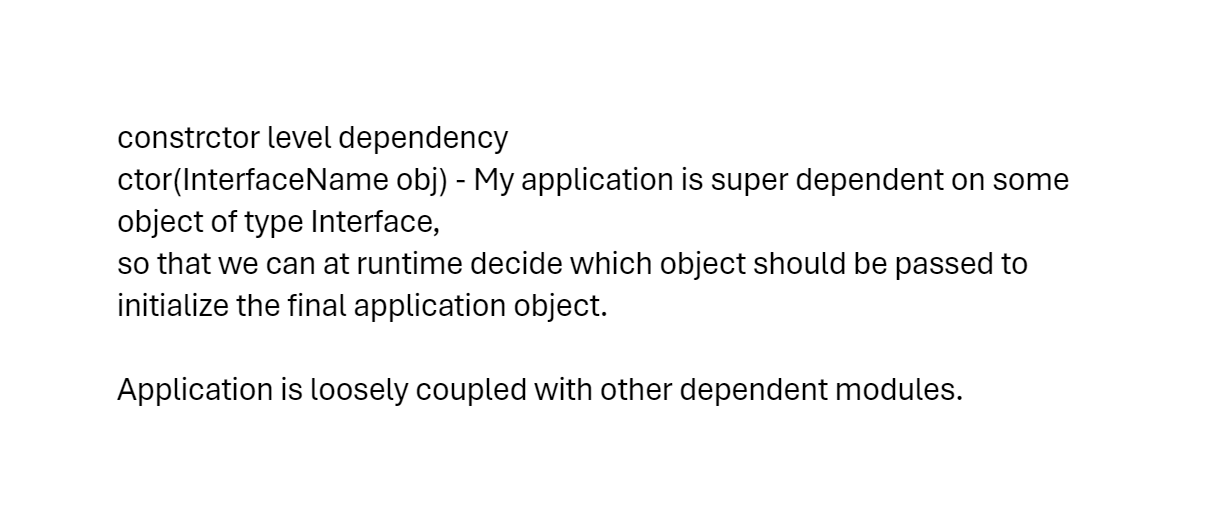 constrctor level dependency
ctor(InterfaceName obj) - My application is super dependent on some
object of type Interface,
so that we can at runtime decide which object should be passed to
initialize the final application object.
Application is loosely coupled with other dependent modules.